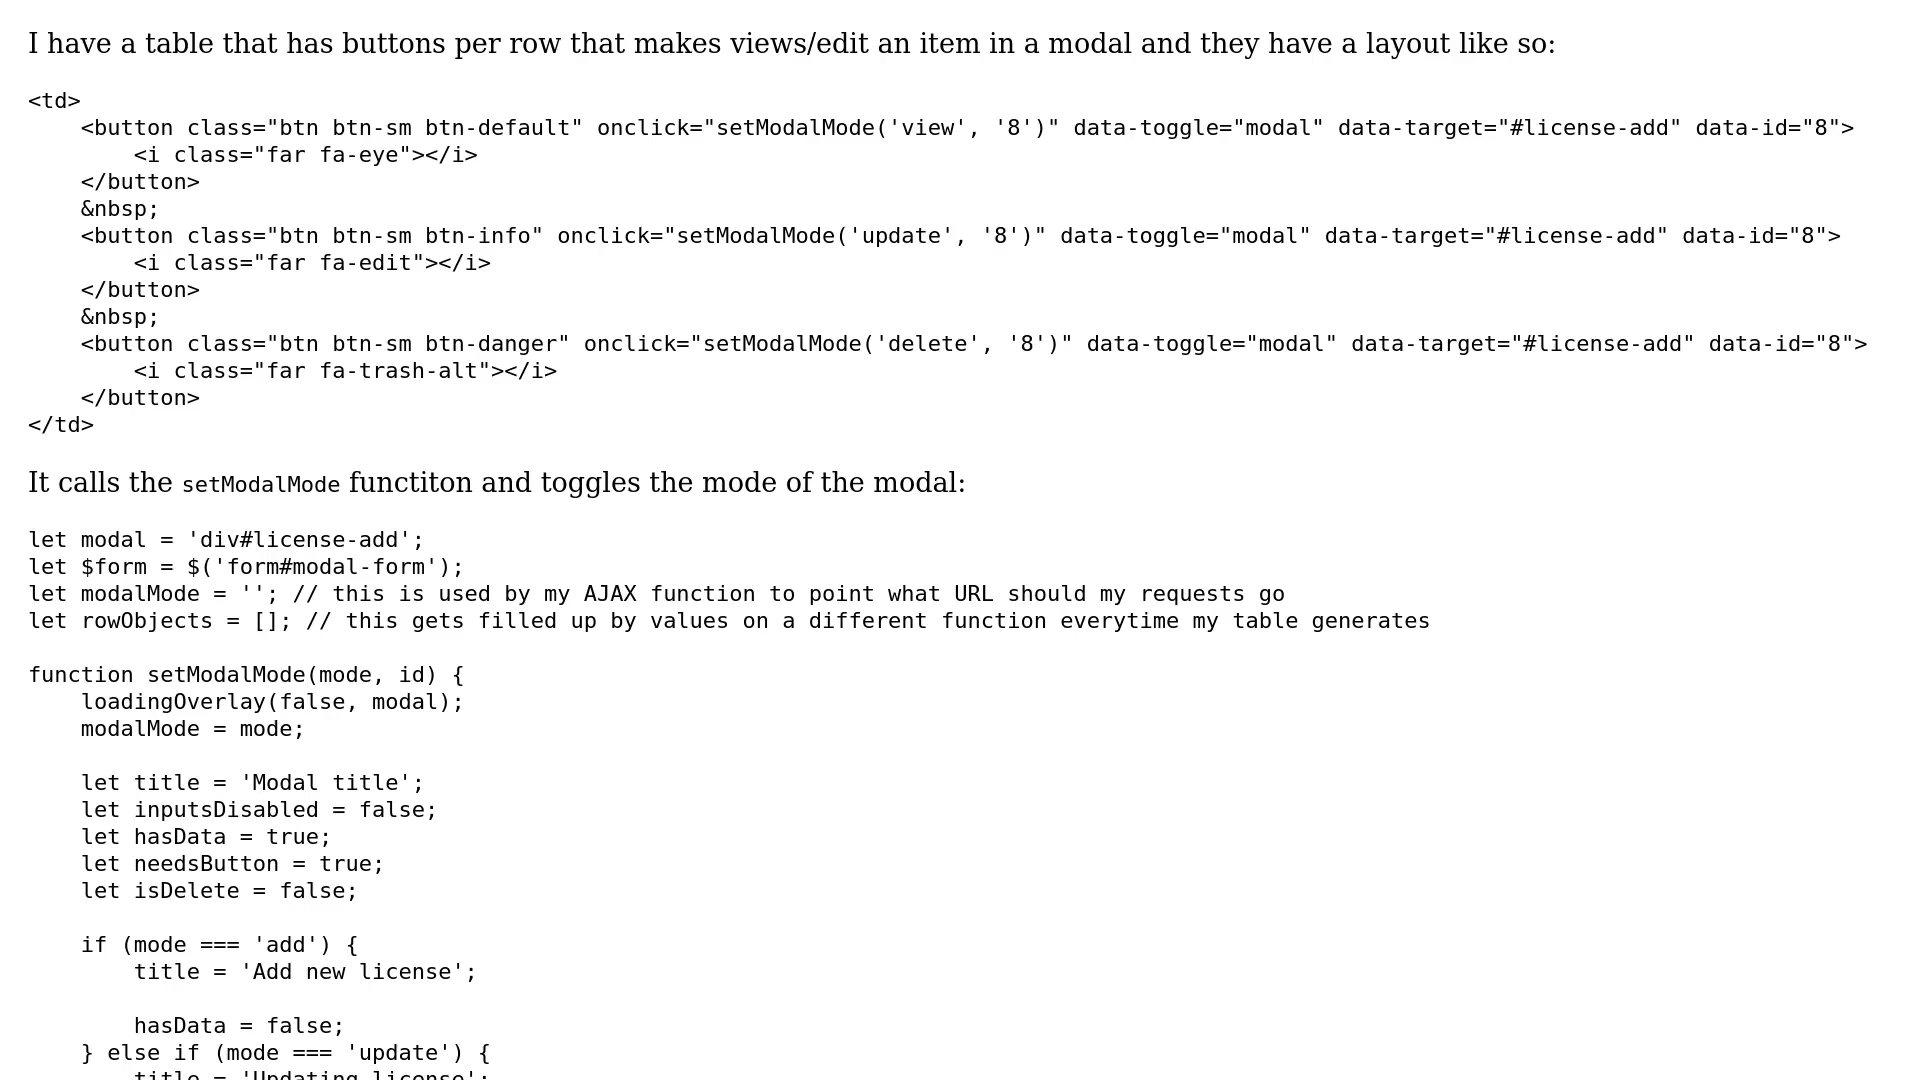 I have a table that has buttons per row that makes views/edit an item in a modal and they have a layout like so:
<td>
    <button class="btn btn-sm btn-default" onclick="setModalMode('view', '8')" data-toggle="modal" data-target="#license-add" data-id="8">
        <i class="far fa-eye"></i>
    </button>
    &nbsp;
    <button class="btn btn-sm btn-info" onclick="setModalMode('update', '8')" data-toggle="modal" data-target="#license-add" data-id="8">
        <i class="far fa-edit"></i>
    </button>
    &nbsp;
    <button class="btn btn-sm btn-danger" onclick="setModalMode('delete', '8')" data-toggle="modal" data-target="#license-add" data-id="8">
        <i class="far fa-trash-alt"></i>
    </button>
</td>
It calls the setModalMode functiton and toggles the mode of the modal:
let modal = 'div#license-add';
let $form = $('form#modal-form');
let modalMode = ''; // this is used by my AJAX function to point what URL should my requests go
let rowObjects = []; // this gets filled up by values on a different function everytime my table generates
function setModalMode(mode, id) {
    loadingOverlay(false, modal);
    modalMode = mode;
    let title = 'Modal title';
    let inputsDisabled = false;
    let hasData = true;
    let needsButton = true;
    let isDelete = false;
    if (mode === 'add') {
        title = 'Add new license';
        hasData = false;
    } else if (mode === 'update') {
        title = 'Updating license';